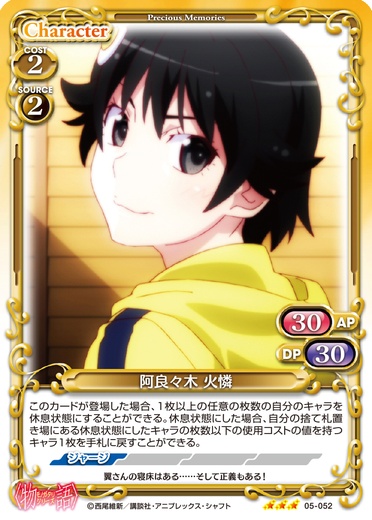 Precious Memories
Character
COST
2
SOURCE
2
30 AP
DP 30
阿良々木 火憐
このカードが登場した場合、1枚以上の任意の枚数の自分のキャラを
休息状態にすることができる。休息状態にした場合、自分の捨て札置
き場にある休息状態にしたキャラの枚数以下の使用コストの値を持つ
キャラ1枚を手札に戻すことができる。
ジャージ
翼さんの寝床はある……そして正義もある!
物語
©西尾維新/講談社・アニプレックス・シャフト
05-052